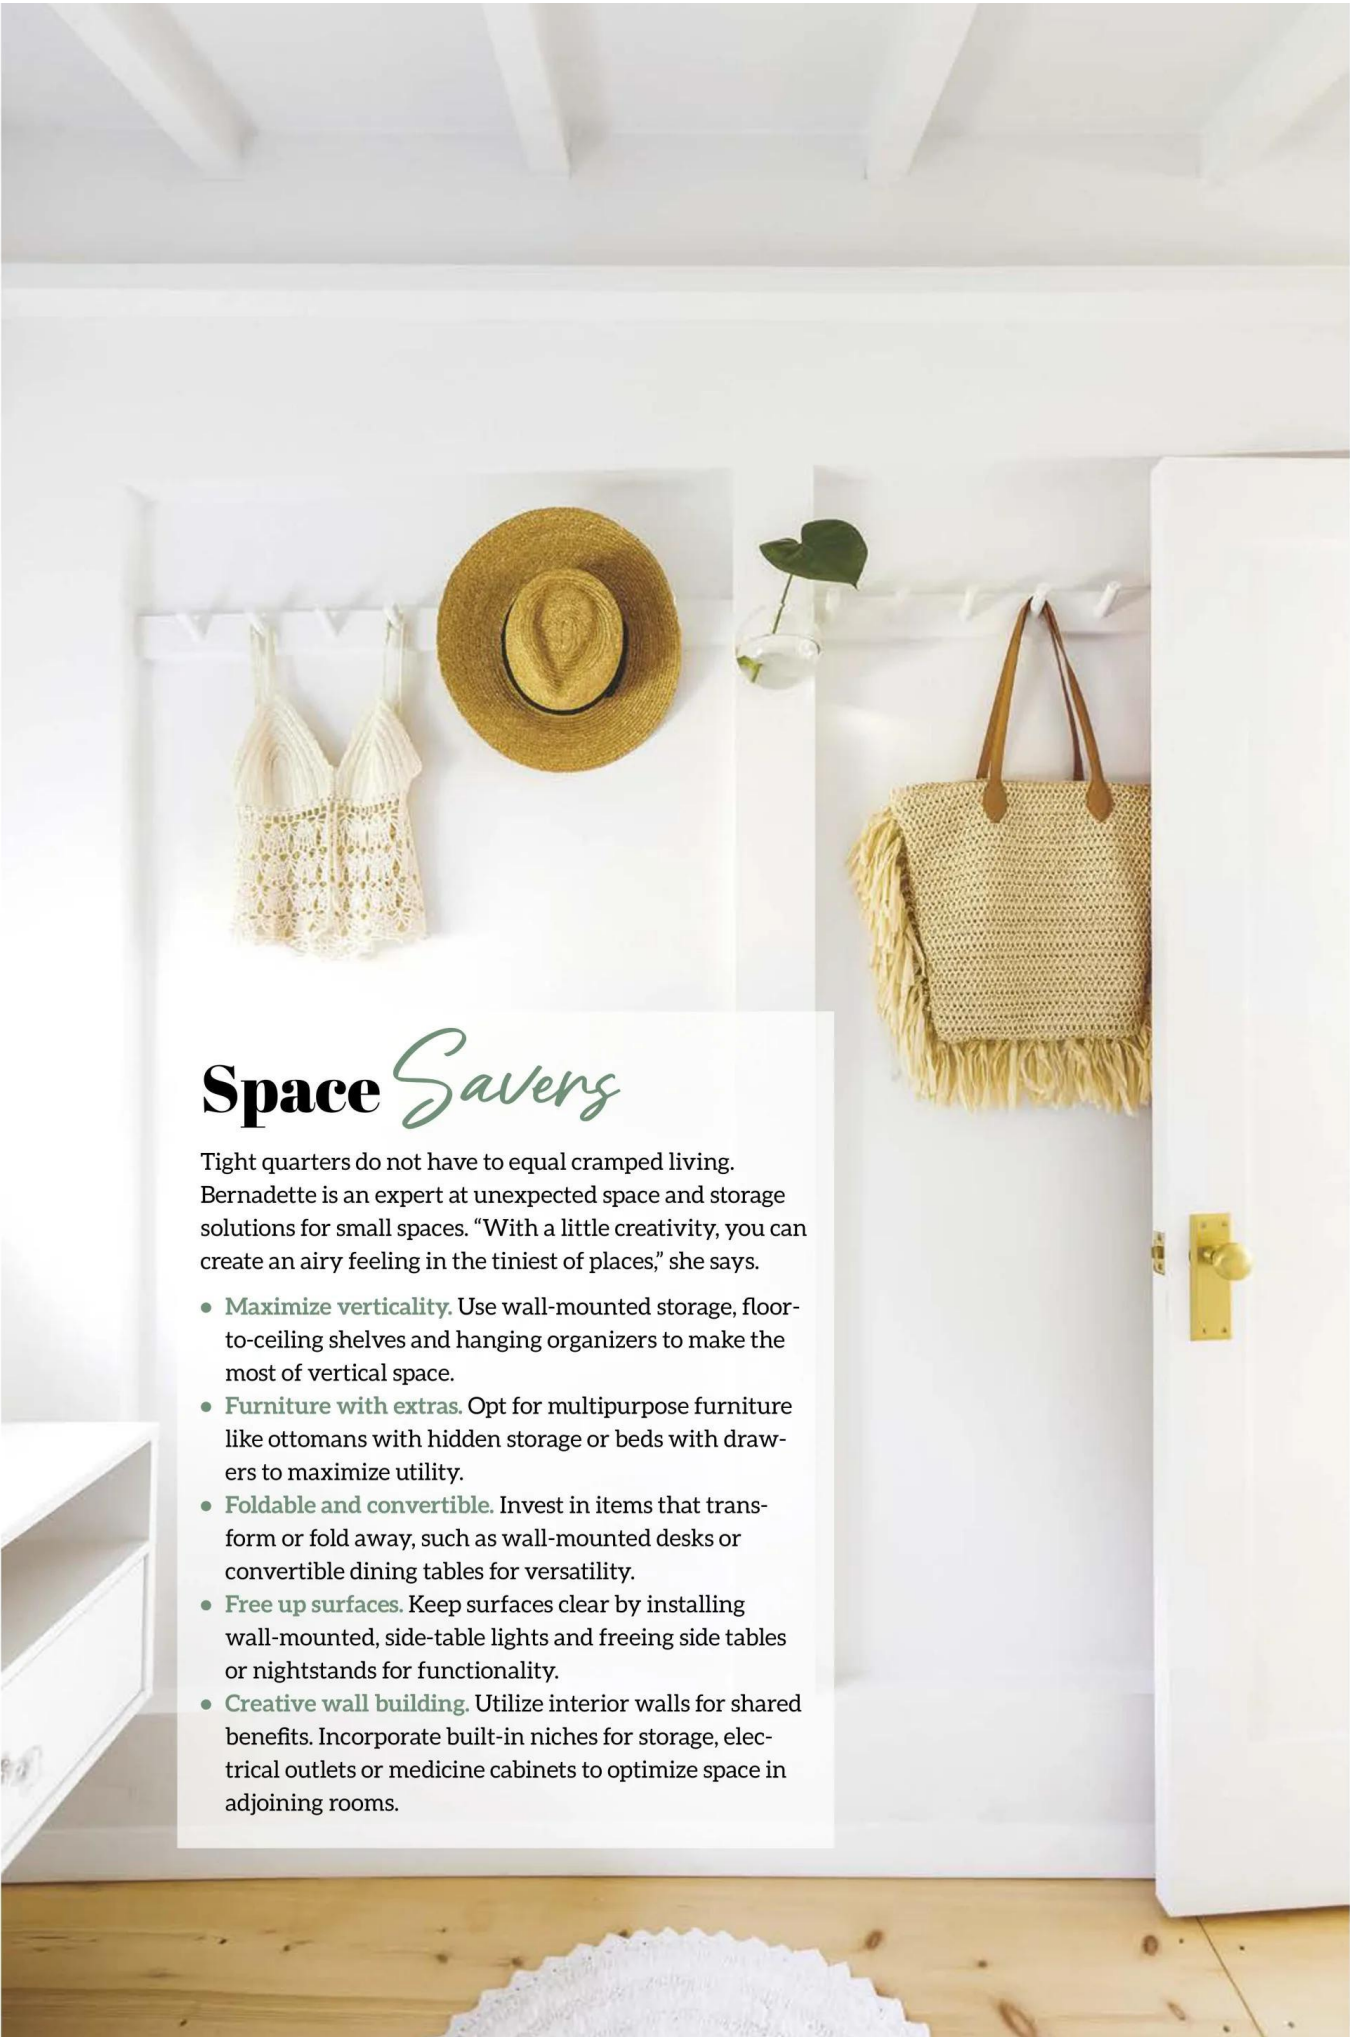 Space Savers
Tight quarters do not have to equal cramped living.
Bernadette is an expert at unexpected space and storage
solutions for small spaces. “With a little creativity, you can
create an airy feeling in the tiniest of places,” she says.
• Maximize verticality. Use wall-mounted storage, floor-
to-ceiling shelves and hanging organizers to make the
most of vertical space.
• Furniture with extras. Opt for multipurpose furniture
like ottomans with hidden storage or beds with draw-
ers to maximize utility.
• Foldable and convertible. Invest in items that trans-
form or fold away, such as wall-mounted desks or
convertible dining tables for versatility.
• Free up surfaces. Keep surfaces clear by installing
wall-mounted, side-table lights and freeing side tables
or nightstands for functionality.
• Creative wall building. Utilize interior walls for shared
benefits. Incorporate built-in niches for storage, elec-
trical outlets or medicine cabinets to optimize space in
adjoining rooms.